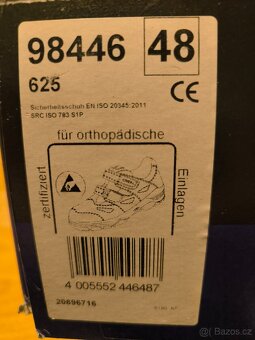 98446 48
625
Sicherheitsschuh EN ISO 20345:2011
SRC ISO 783 S1P
CE
für orthopädische
zertifiziert
Einlagen
4 005552 446487
20696716
Sbazar.cz